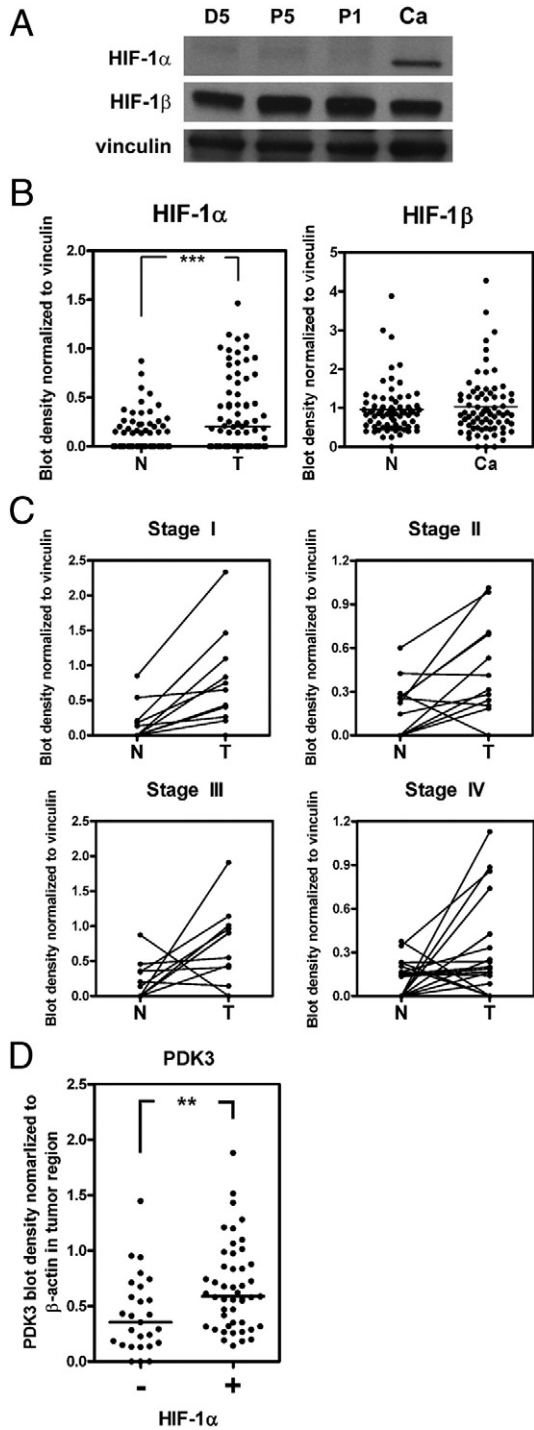 A
D5 P5 P1 Ca
HIF-1α
HIF-1β
vinculin
B
HIF-1α
HIF-1β
Blot density normalized to vinculin
2.0
1.5
1.0
0.5
0.0
***
N T
Blot density normalized to vinculin
5
4
3
2
1
0
N Ca
C
Stage I
Blot density normalized to vinculin
2.5
2.0
1.5
1.0
0.5
0.0
N T
Stage II
Blot density normalized to vinculin
1.2
0.9
0.6
0.3
0.0
N T
Stage III
Blot density normalized to vinculin
2.5
2.0
1.5
1.0
0.5
0.0
N T
Stage IV
Blot density normalized to vinculin
1.2
0.9
0.6
0.3
0.0
N T
D
PDK3
PDK3 blot density nomarlized to
β-actin in tumor region
2.5
2.0
1.5
1.0
0.5
0.0
**
- +
HIF-1α